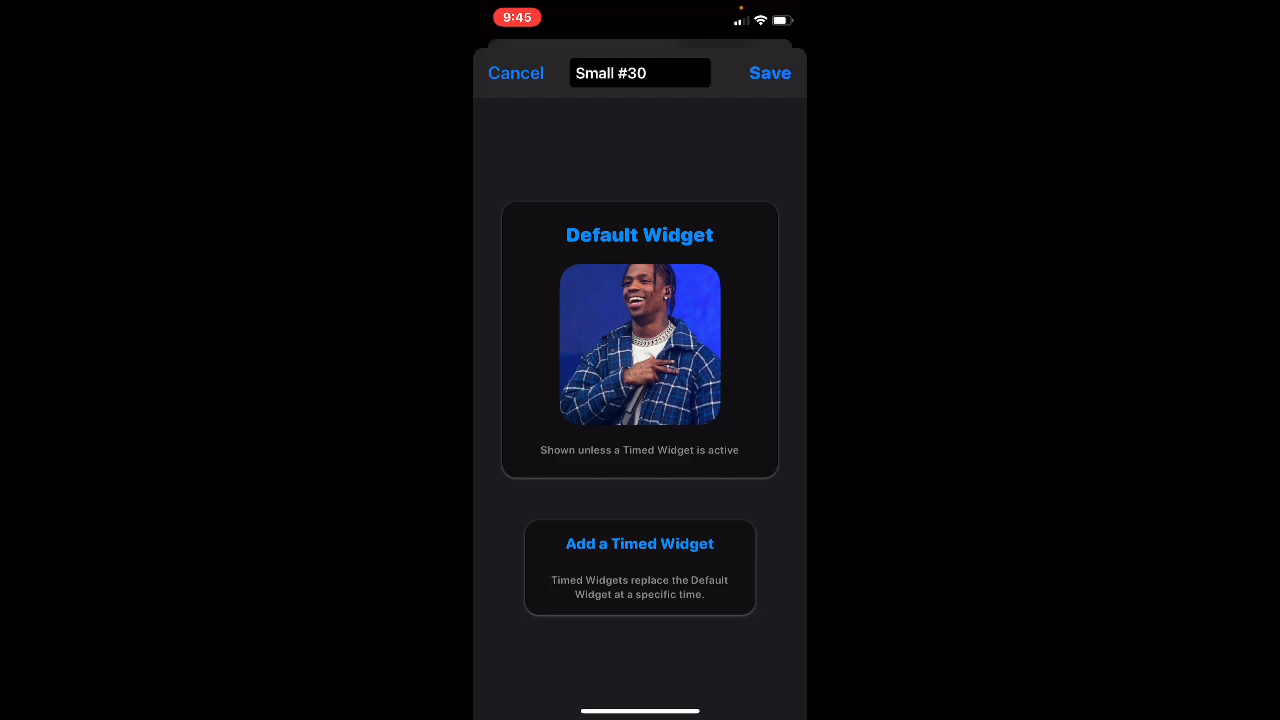 9:45
Cancel
Small #30
Save
Default Widget
Shown unless a Timed Widget is active
Add a Timed Widget
Timed Widgets replace the Default
Widget at a specific time.